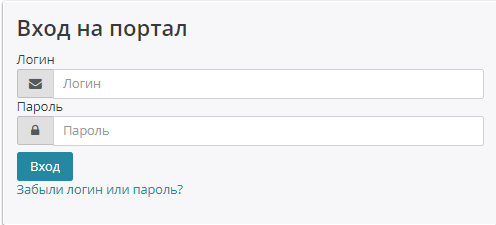 Вход на портал
Логин
Логин
Пароль
Пароль
Вход
Забыли логин или пароль?